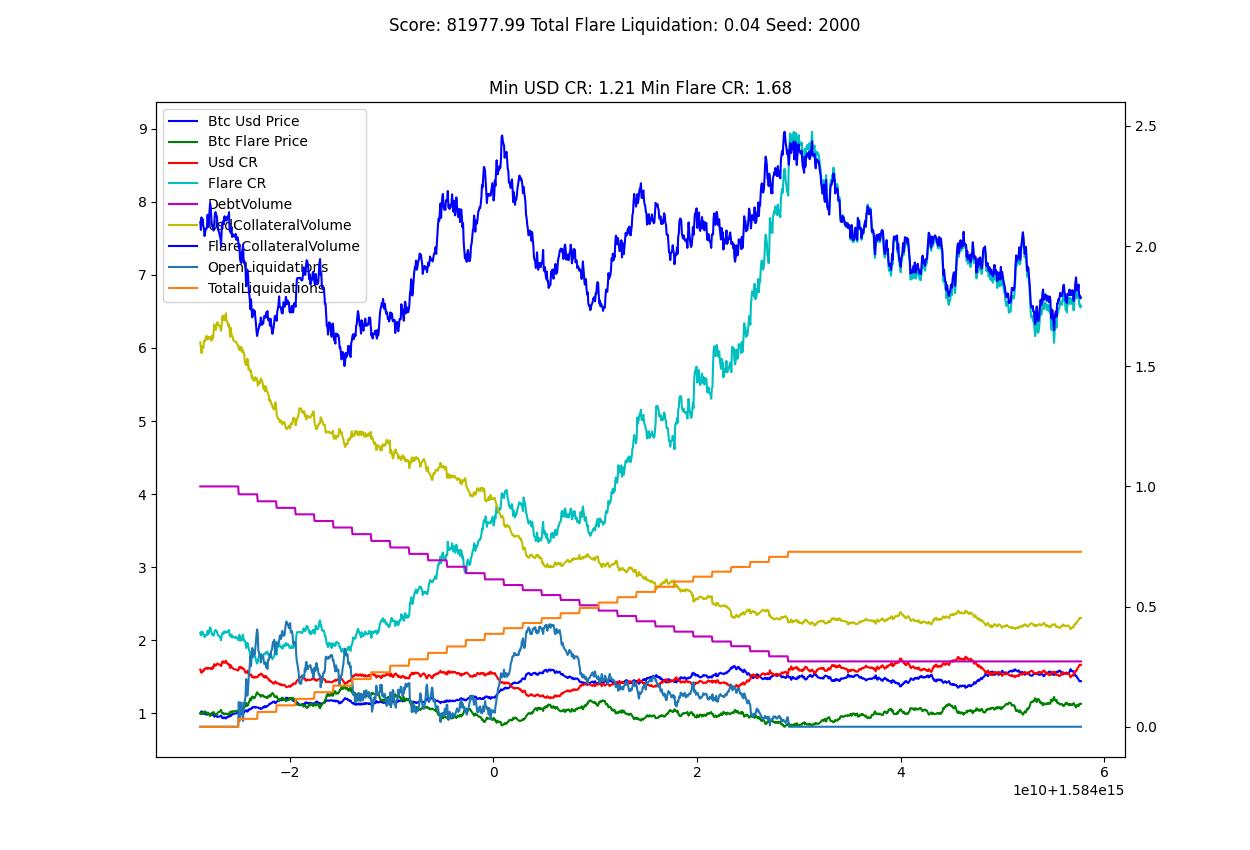 Score: 81977.99 Total Flare Liquidation: 0.04 Seed: 2000
Min USD CR: 1.21 Min Flare CR: 1.68
Btc Usd Price
Btc Flare Price
Usd CR
Flare CR
DebtVolume
UsdCollateralVolume
FlareCollateralVolume
OpenLiquidations
TotalLiquidations
9
8
7
6
5
4
3
2
1
2.5
2.0
1.5
1.0
0.5
0.0
−2 0 2 4 6
1e10+1.584e15